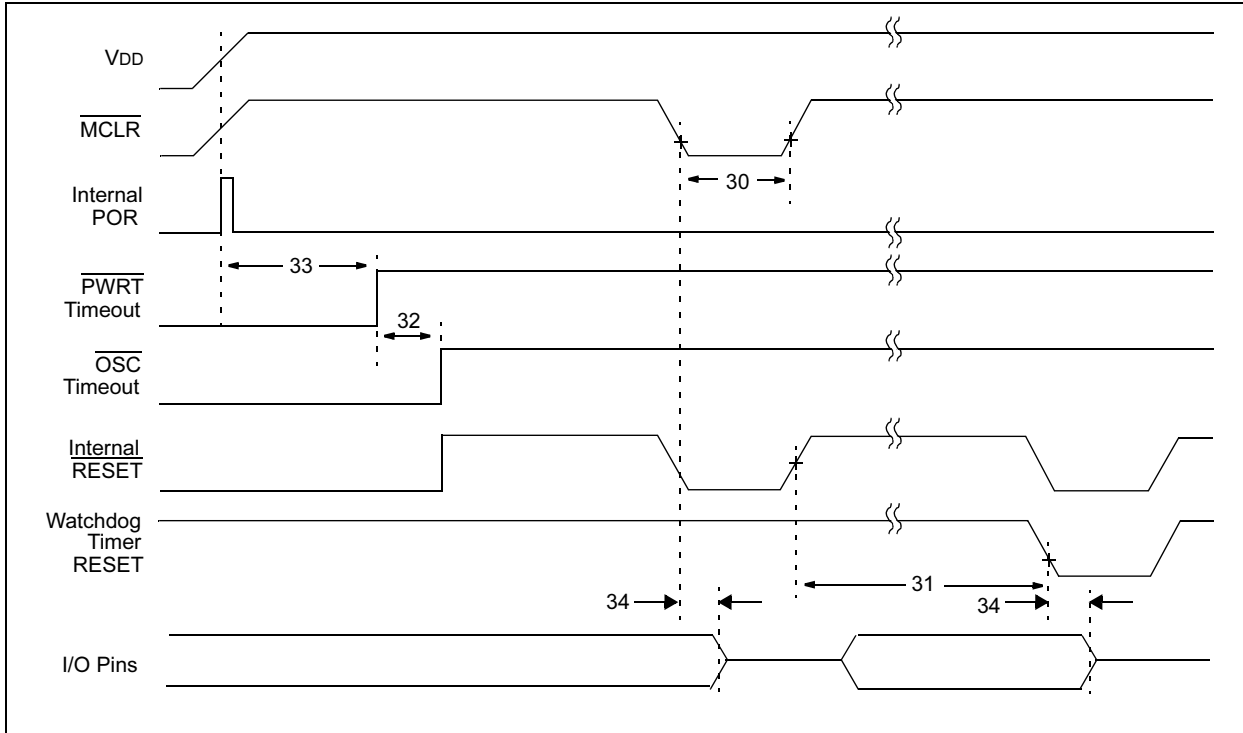 VDD
MCLR
Internal
POR
30
33
PWRT
Timeout
32
OSC
Timeout
Internal
RESET
Watchdog
Timer
RESET
31
34
34
I/O Pins